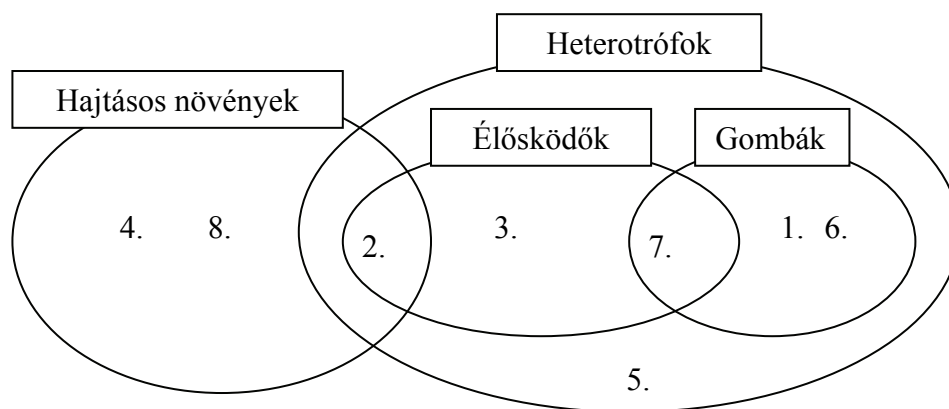 Heterotrófok
Hajtásos növények
Élősködők
Gombák
4. 8. 2. 3. 7. 1. 6.
5.